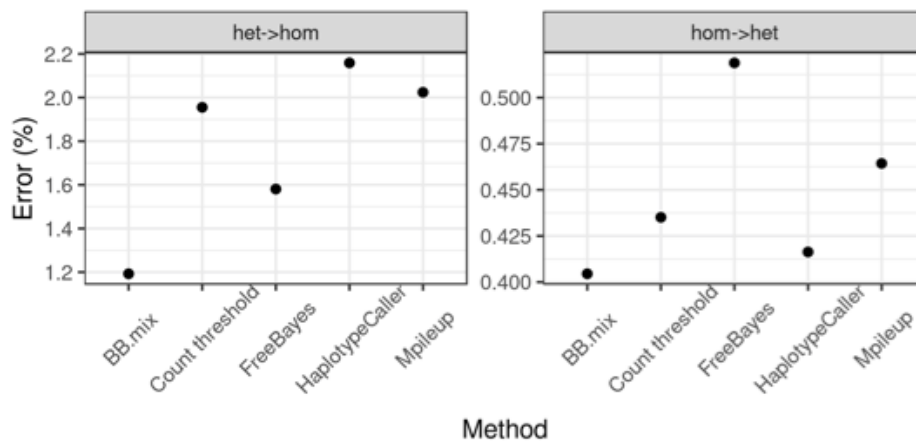 het->hom
hom->het
Error (%)
2.2
2.0
1.8
1.6
1.4
1.2
0.500
0.475
0.450
0.425
0.400
BB.mix
Count threshold
FreeBayes
HaplotypeCaller
Mpileup
BB.mix
Count threshold
FreeBayes
HaplotypeCaller
Mpileup
Method